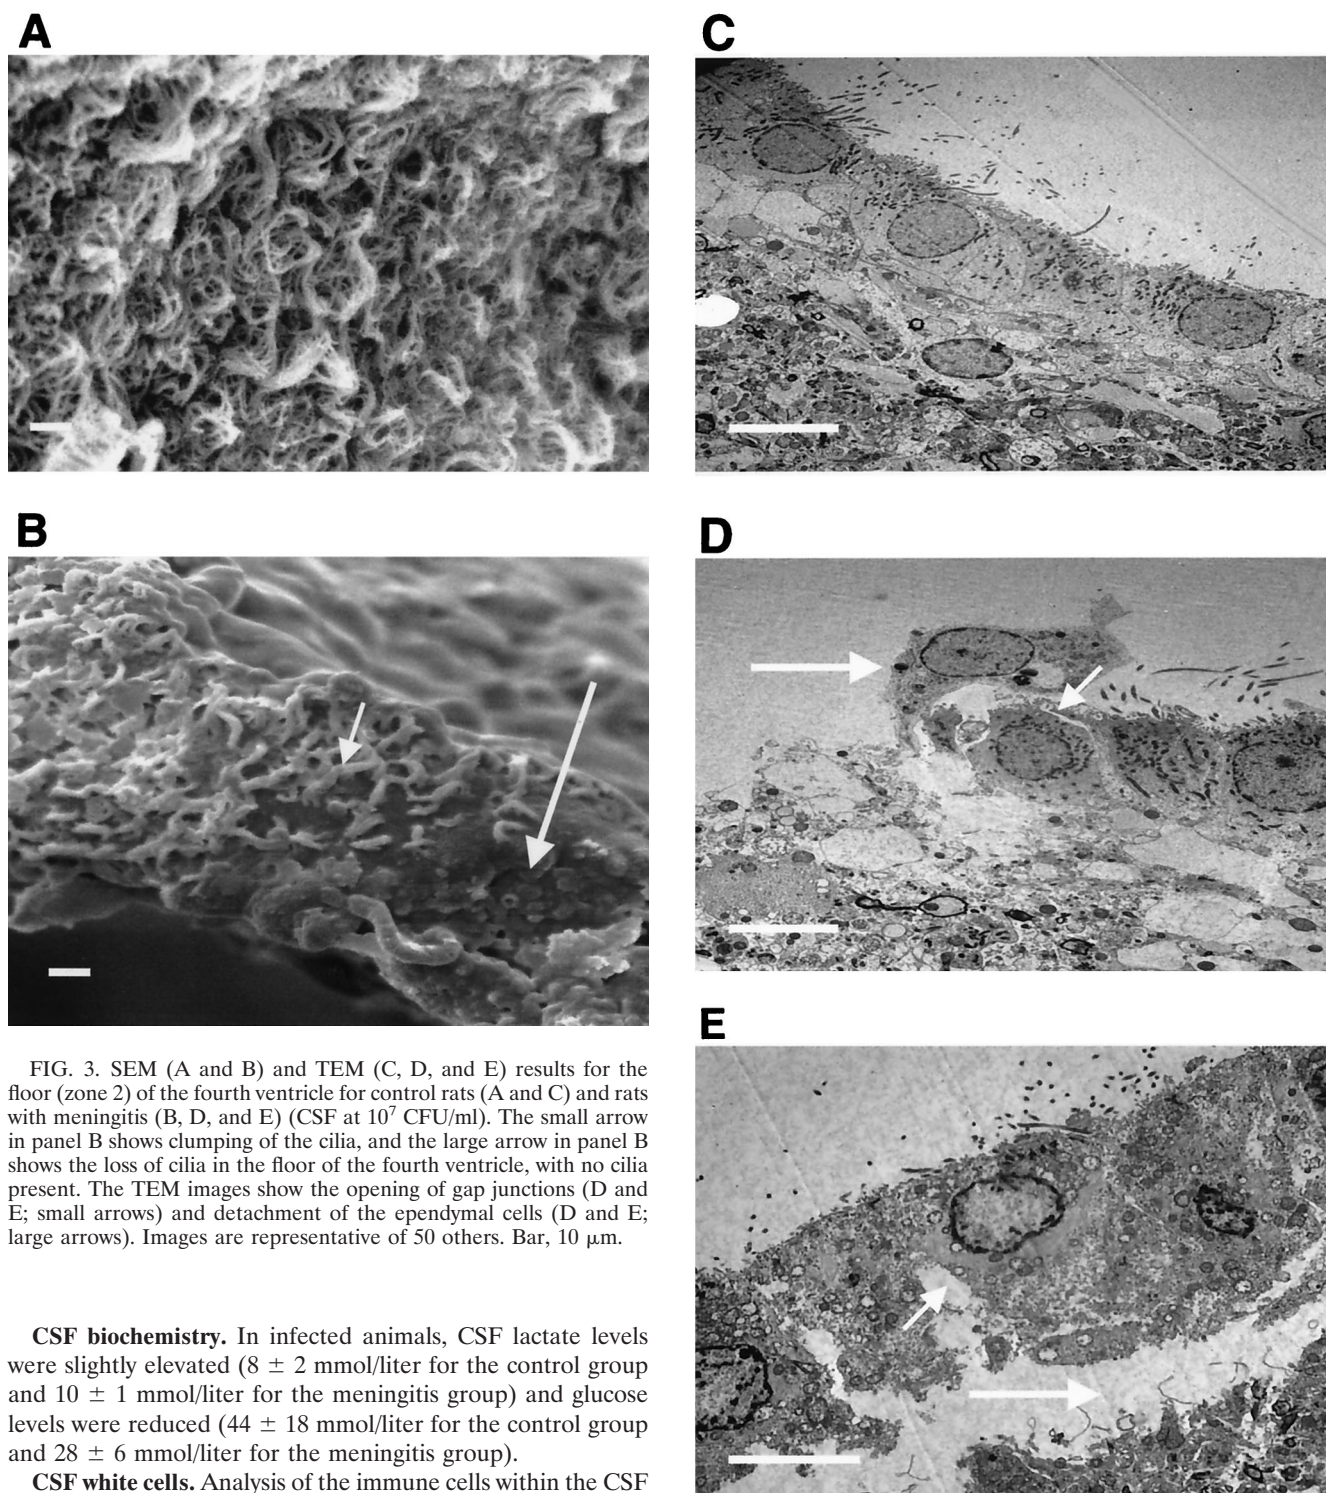 A
C
B
D
E
FIG. 3. SEM (A and B) and TEM (C, D, and E) results for the
floor (zone 2) of the fourth ventricle for control rats (A and C) and rats
with meningitis (B, D, and E) (CSF at 10⁷ CFU/ml). The small arrow
in panel B shows clumping of the cilia, and the large arrow in panel B
shows the loss of cilia in the floor of the fourth ventricle, with no cilia
present. The TEM images show the opening of gap junctions (D and
E; small arrows) and detachment of the ependymal cells (D and E;
large arrows). Images are representative of 50 others. Bar, 10 μm.
CSF biochemistry. In infected animals, CSF lactate levels
were slightly elevated (8 ± 2 mmol/liter for the control group
and 10 ± 1 mmol/liter for the meningitis group) and glucose
levels were reduced (44 ± 18 mmol/liter for the control group
and 28 ± 6 mmol/liter for the meningitis group).
CSF white cells. Analysis of the immune cells within the CSF